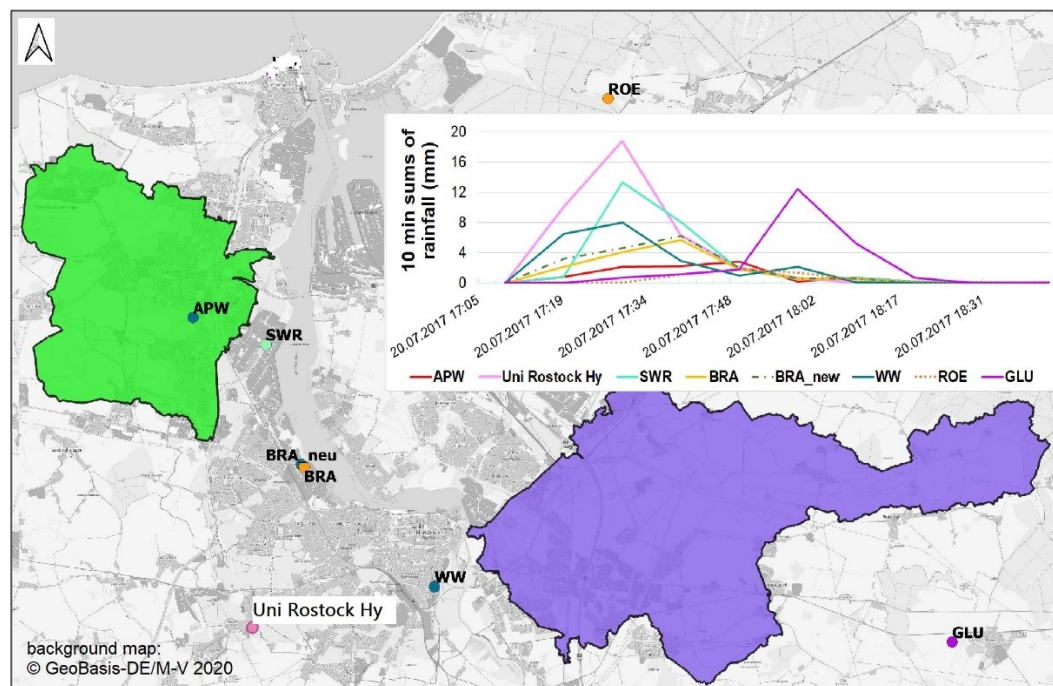 ROE
20
16
12
8
4
0
10 min sums of
rainfall (mm)
20.07.2017 17:05
20.07.2017 17:19
20.07.2017 17:34
20.07.2017 17:48
20.07.2017 18:02
20.07.2017 18:17
20.07.2017 18:31
APW Uni Rostock Hy SWR BRA BRA_new WW ROE GLU
APW
SWR
BRA_neu
BRA
WW
Uni Rostock Hy
GLU
background map:
© GeoBasis-DE/M-V 2020